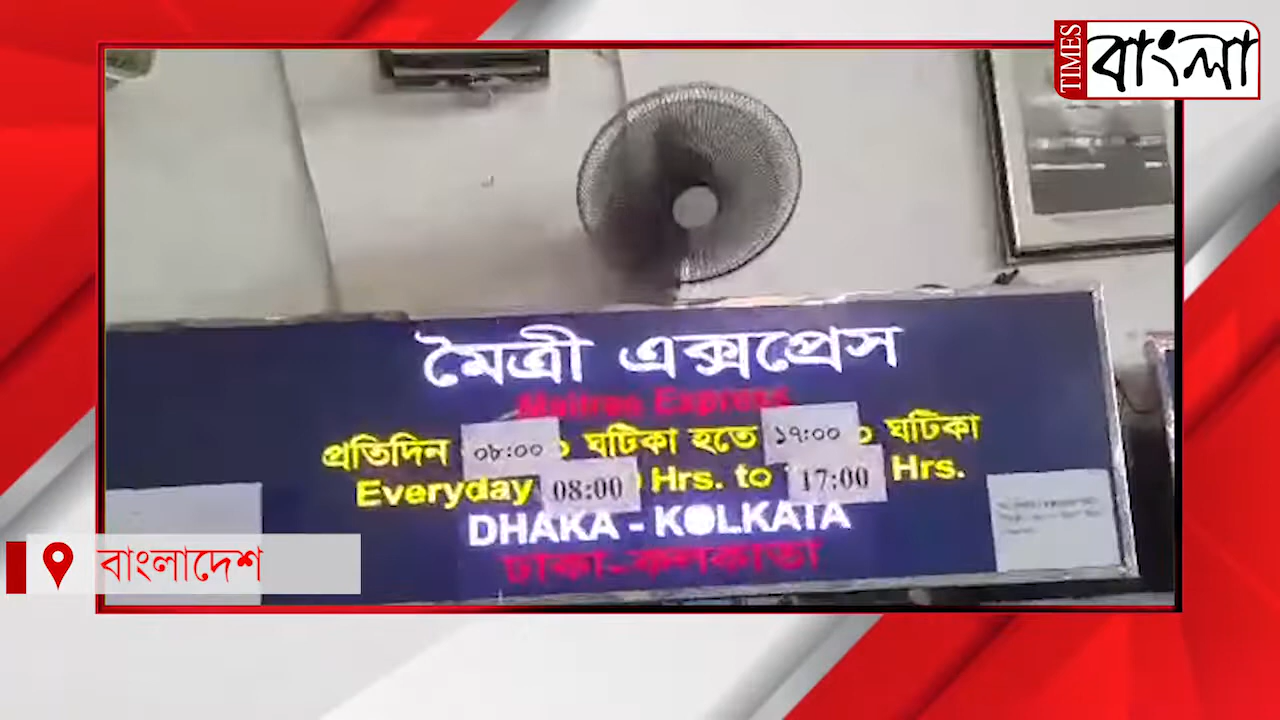 TIMES বাংলা
মৈত্রী এক্সপ্রেস
Maitree Express
প্রতিদিন ০৮:০০ ঘটিকা হতে ১৭:০০ ঘটিকা
Everyday 08:00 Hrs. to 17:00 Hrs.
DHAKA - KOLKATA
ঢাকা-কলকাতা
বাংলাদেশ